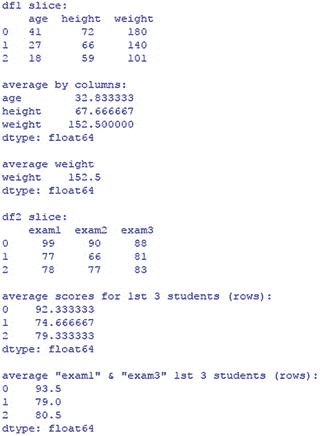 df1 slice:
age height weight
0 41 72 180
1 27 66 140
2 18 59 101
average by columns:
age 32.833333
height 67.666667
weight 152.500000
dtype: float64
average weight
weight 152.5
dtype: float64
df2 slice:
exam1 exam2 exam3
0 99 90 88
1 77 66 81
2 78 77 83
average scores for 1st 3 students (rows):
0 92.333333
1 74.666667
2 79.333333
dtype: float64
average "exam1" & "exam3" 1st 3 students (rows):
0 93.5
1 79.0
2 80.5
dtype: float64